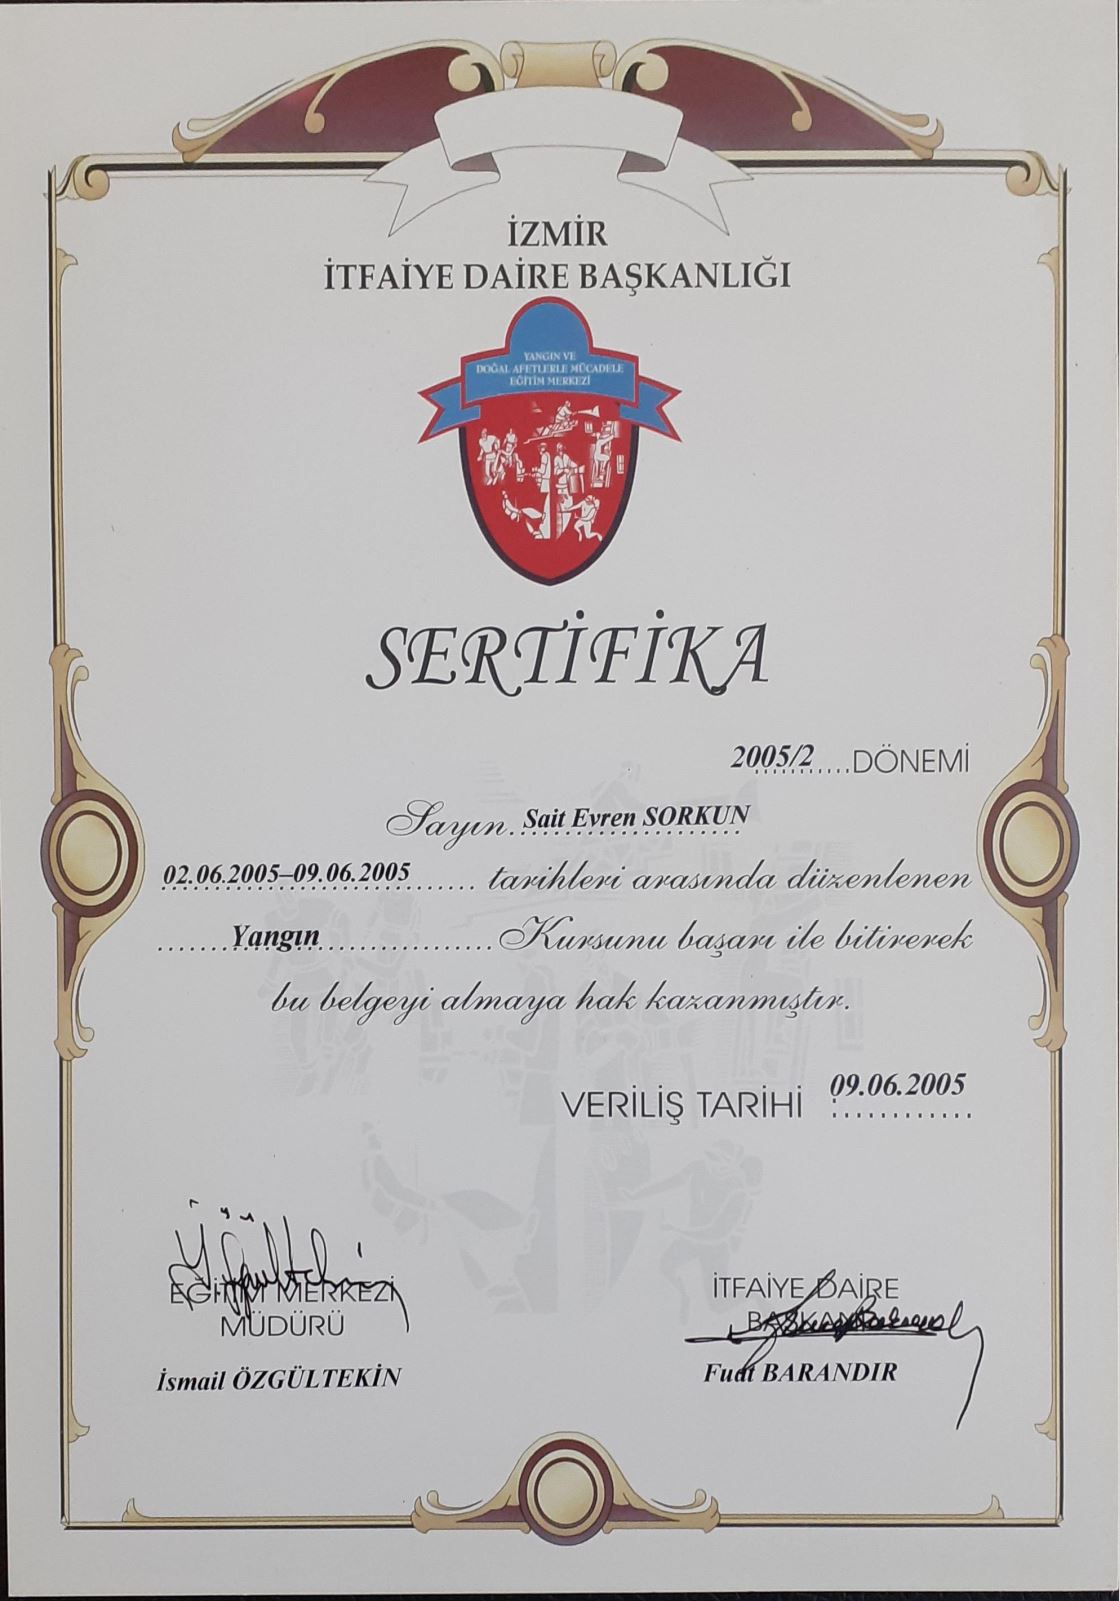 İZMİR
İTFAİYE DAİRE BAŞKANLIĞI
YANGIN VE
DOĞAL AFETLERLE MÜCADELE
EĞİTİM MERKEZİ
SERTİFİKA
2005/2 ....DÖNEMİ
Sayın. Sait Evren SORKUN
02.06.2005–09.06.2005 ...... tarihleri arasında düzenlenen
.......Yangın.................Kursunu başarı ile bitirerek
bu belgeyi almaya hak kazanmıştır.
VERİLİŞ TARİHİ 09.06.2005
EĞİTİM MERKEZİ
MÜDÜRÜ
İsmail ÖZGÜLTEKİN
İTFAİYE DAİRE
BAŞKANI
Fuat BARANDIR